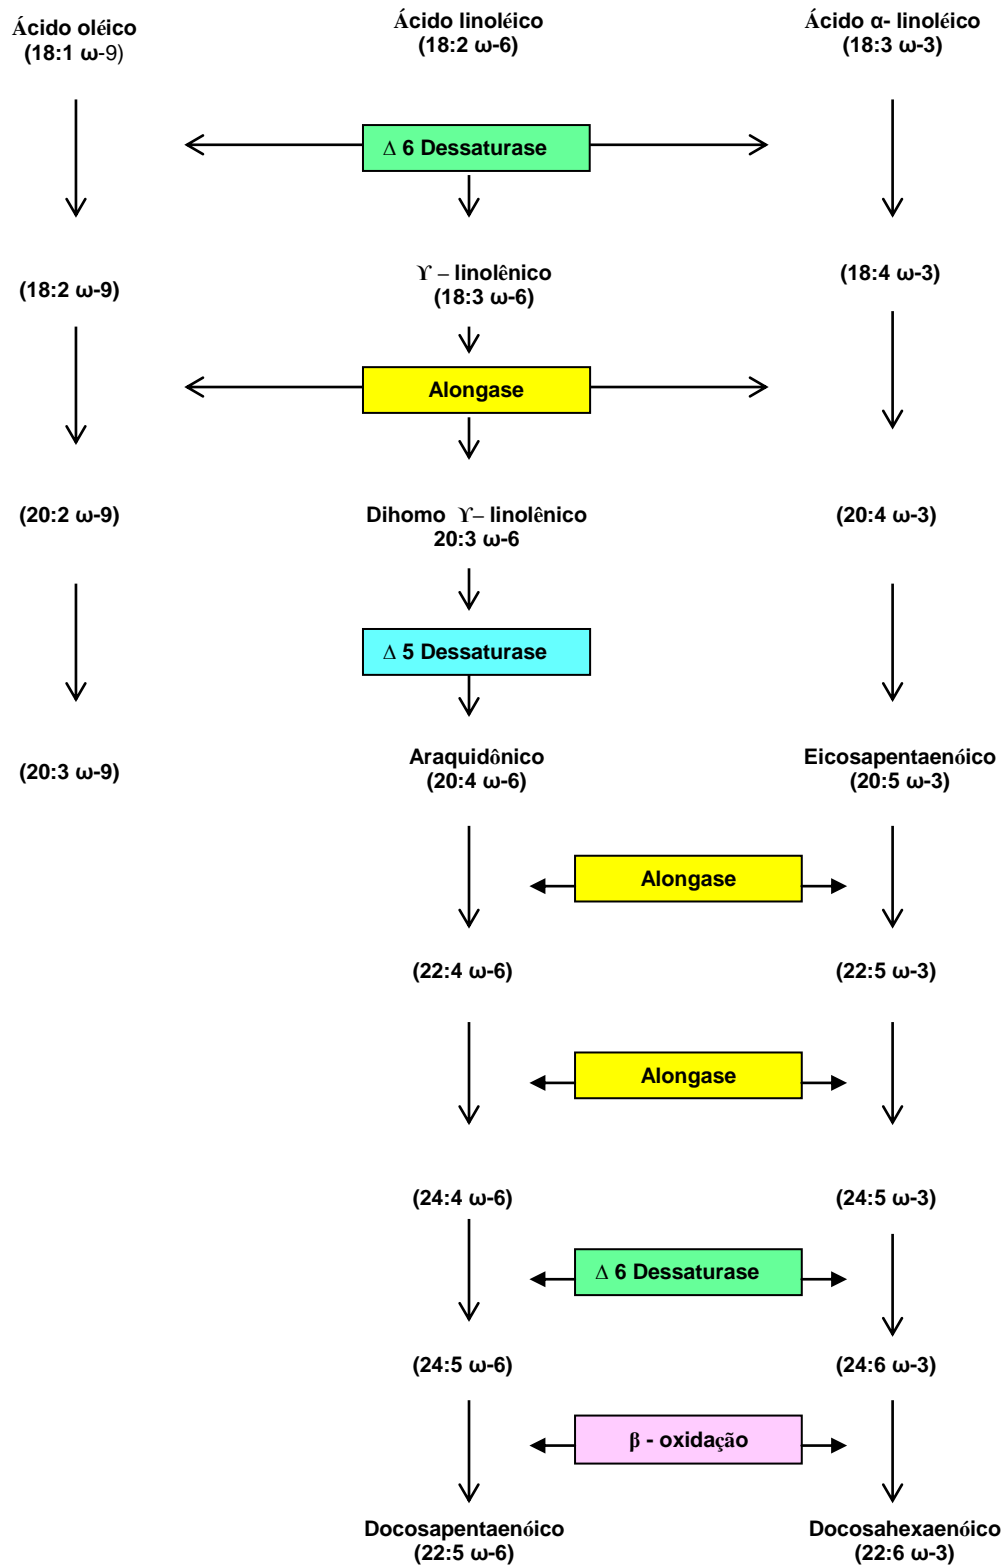 Ácido oléico
(18:1 ω-9)
Ácido linoléico
(18:2 ω-6)
Ácido α- linoléico
(18:3 ω-3)
Δ 6 Dessaturase
(18:2 ω-9)
ϒ – linolênico
(18:3 ω-6)
(18:4 ω-3)
Alongase
(20:2 ω-9)
Dihomo ϒ– linolênico
20:3 ω-6
(20:4 ω-3)
Δ 5 Dessaturase
(20:3 ω-9)
Araquidônico
(20:4 ω-6)
Eicosapentaenóico
(20:5 ω-3)
Alongase
(22:4 ω-6)
(22:5 ω-3)
Alongase
(24:4 ω-6)
(24:5 ω-3)
Δ 6 Dessaturase
(24:5 ω-6)
(24:6 ω-3)
β - oxidação
Docosapentaenóico
(22:5 ω-6)
Docosahexaenóico
(22:6 ω-3)